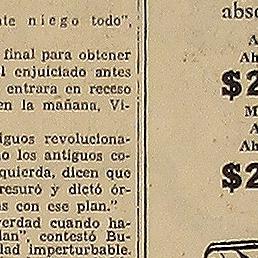 te niego todo",
final para obtener
l enjuiciado antes
entrara en receso
en la mañana, Vi-
iguos revoluciona-
o los antiguos co-
quierda, dicen que
resuró y dictó ór-
s con ese plan."
verdad cuando ha-
lan", contestó Bu-
dad imperturbable.
abso
A
Ah
$2
M
A
Ah
$2